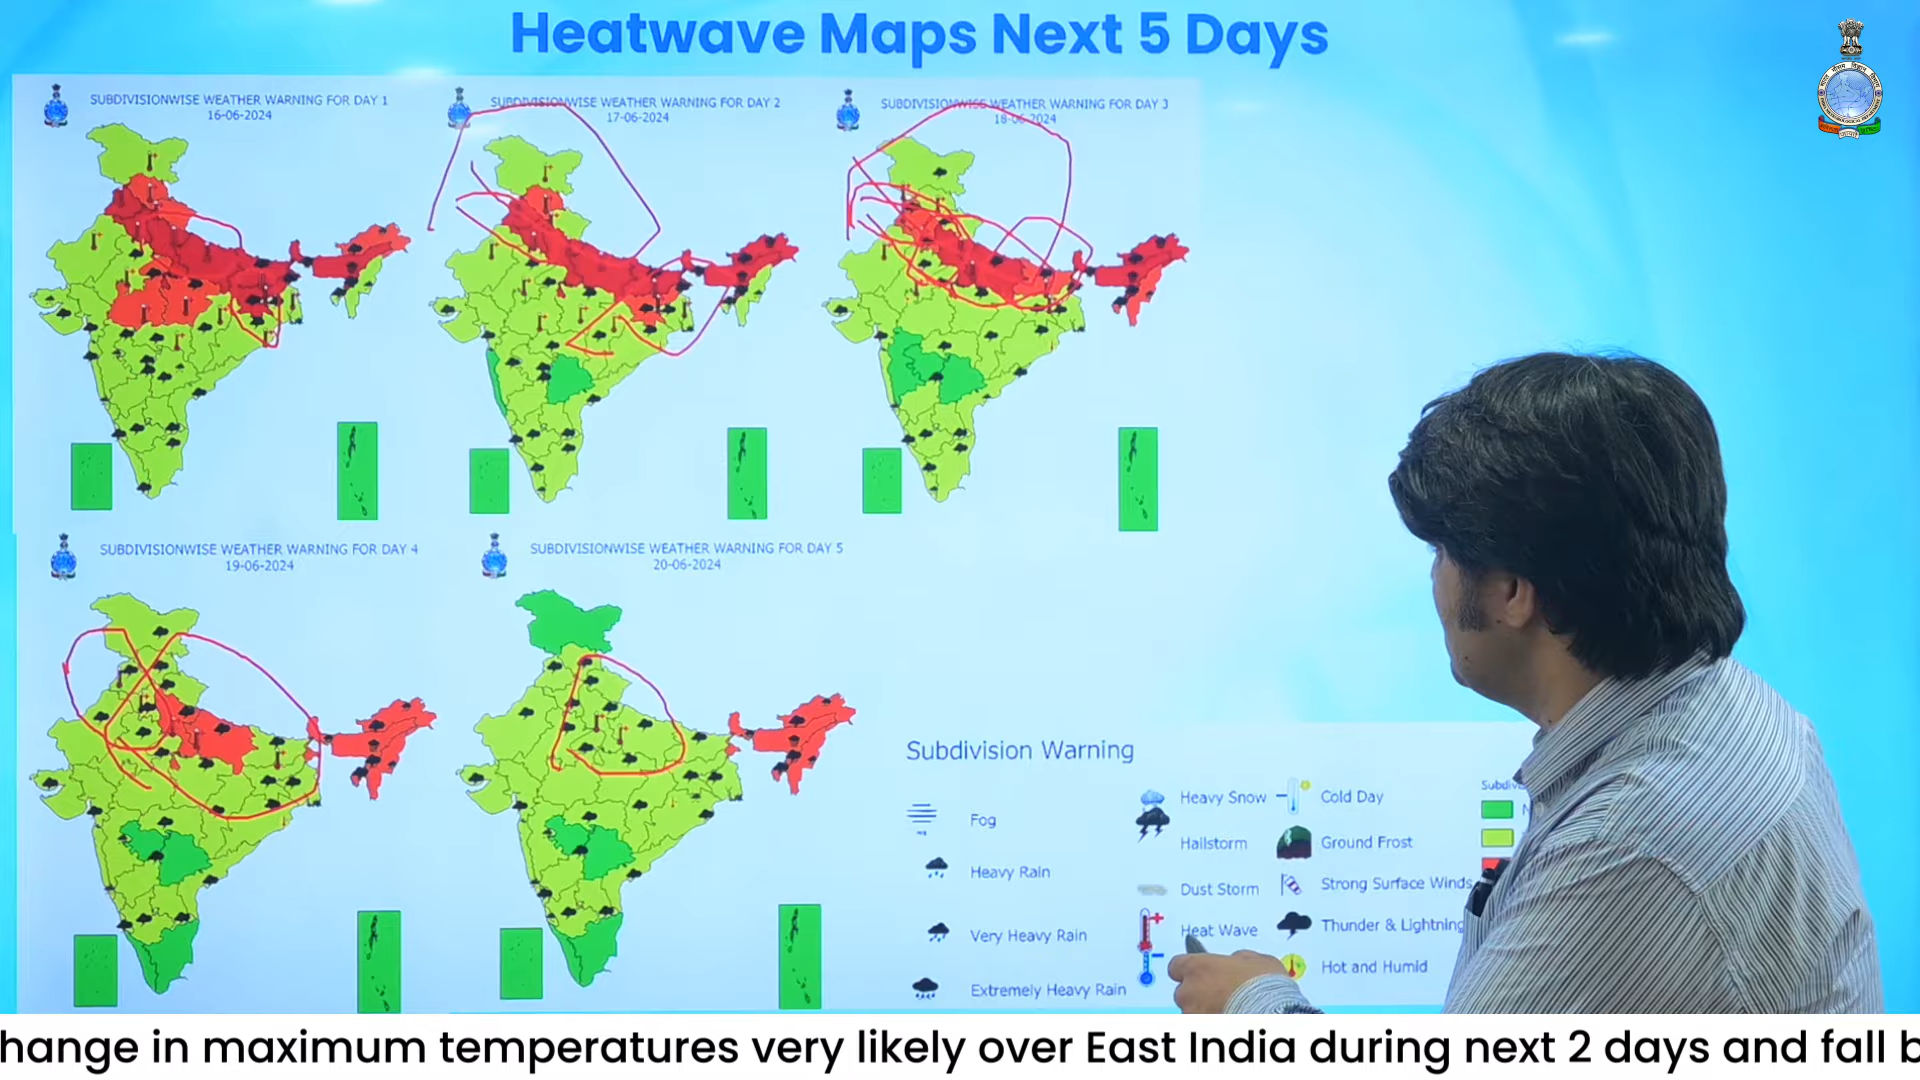 Heatwave Maps Next 5 Days
SUBDIVISIONWISE WEATHER WARNING FOR DAY 1
16-06-2024
SUBDIVISIONWISE WEATHER WARNING FOR DAY 2
17-06-2024
SUBDIVISIONWISE WEATHER WARNING FOR DAY 3
18-06-2024
SUBDIVISIONWISE WEATHER WARNING FOR DAY 4
19-06-2024
SUBDIVISIONWISE WEATHER WARNING FOR DAY 5
20-06-2024
Subdivision Warning
Fog
Heavy Rain
Very Heavy Rain
Extremely Heavy Rain
Heavy Snow
Hailstorm
Dust Storm
Heat Wave
Cold Day
Ground Frost
Strong Surface Winds
Thunder & Lightning
Hot and Humid
hange in maximum temperatures very likely over East India during next 2 days and fall b